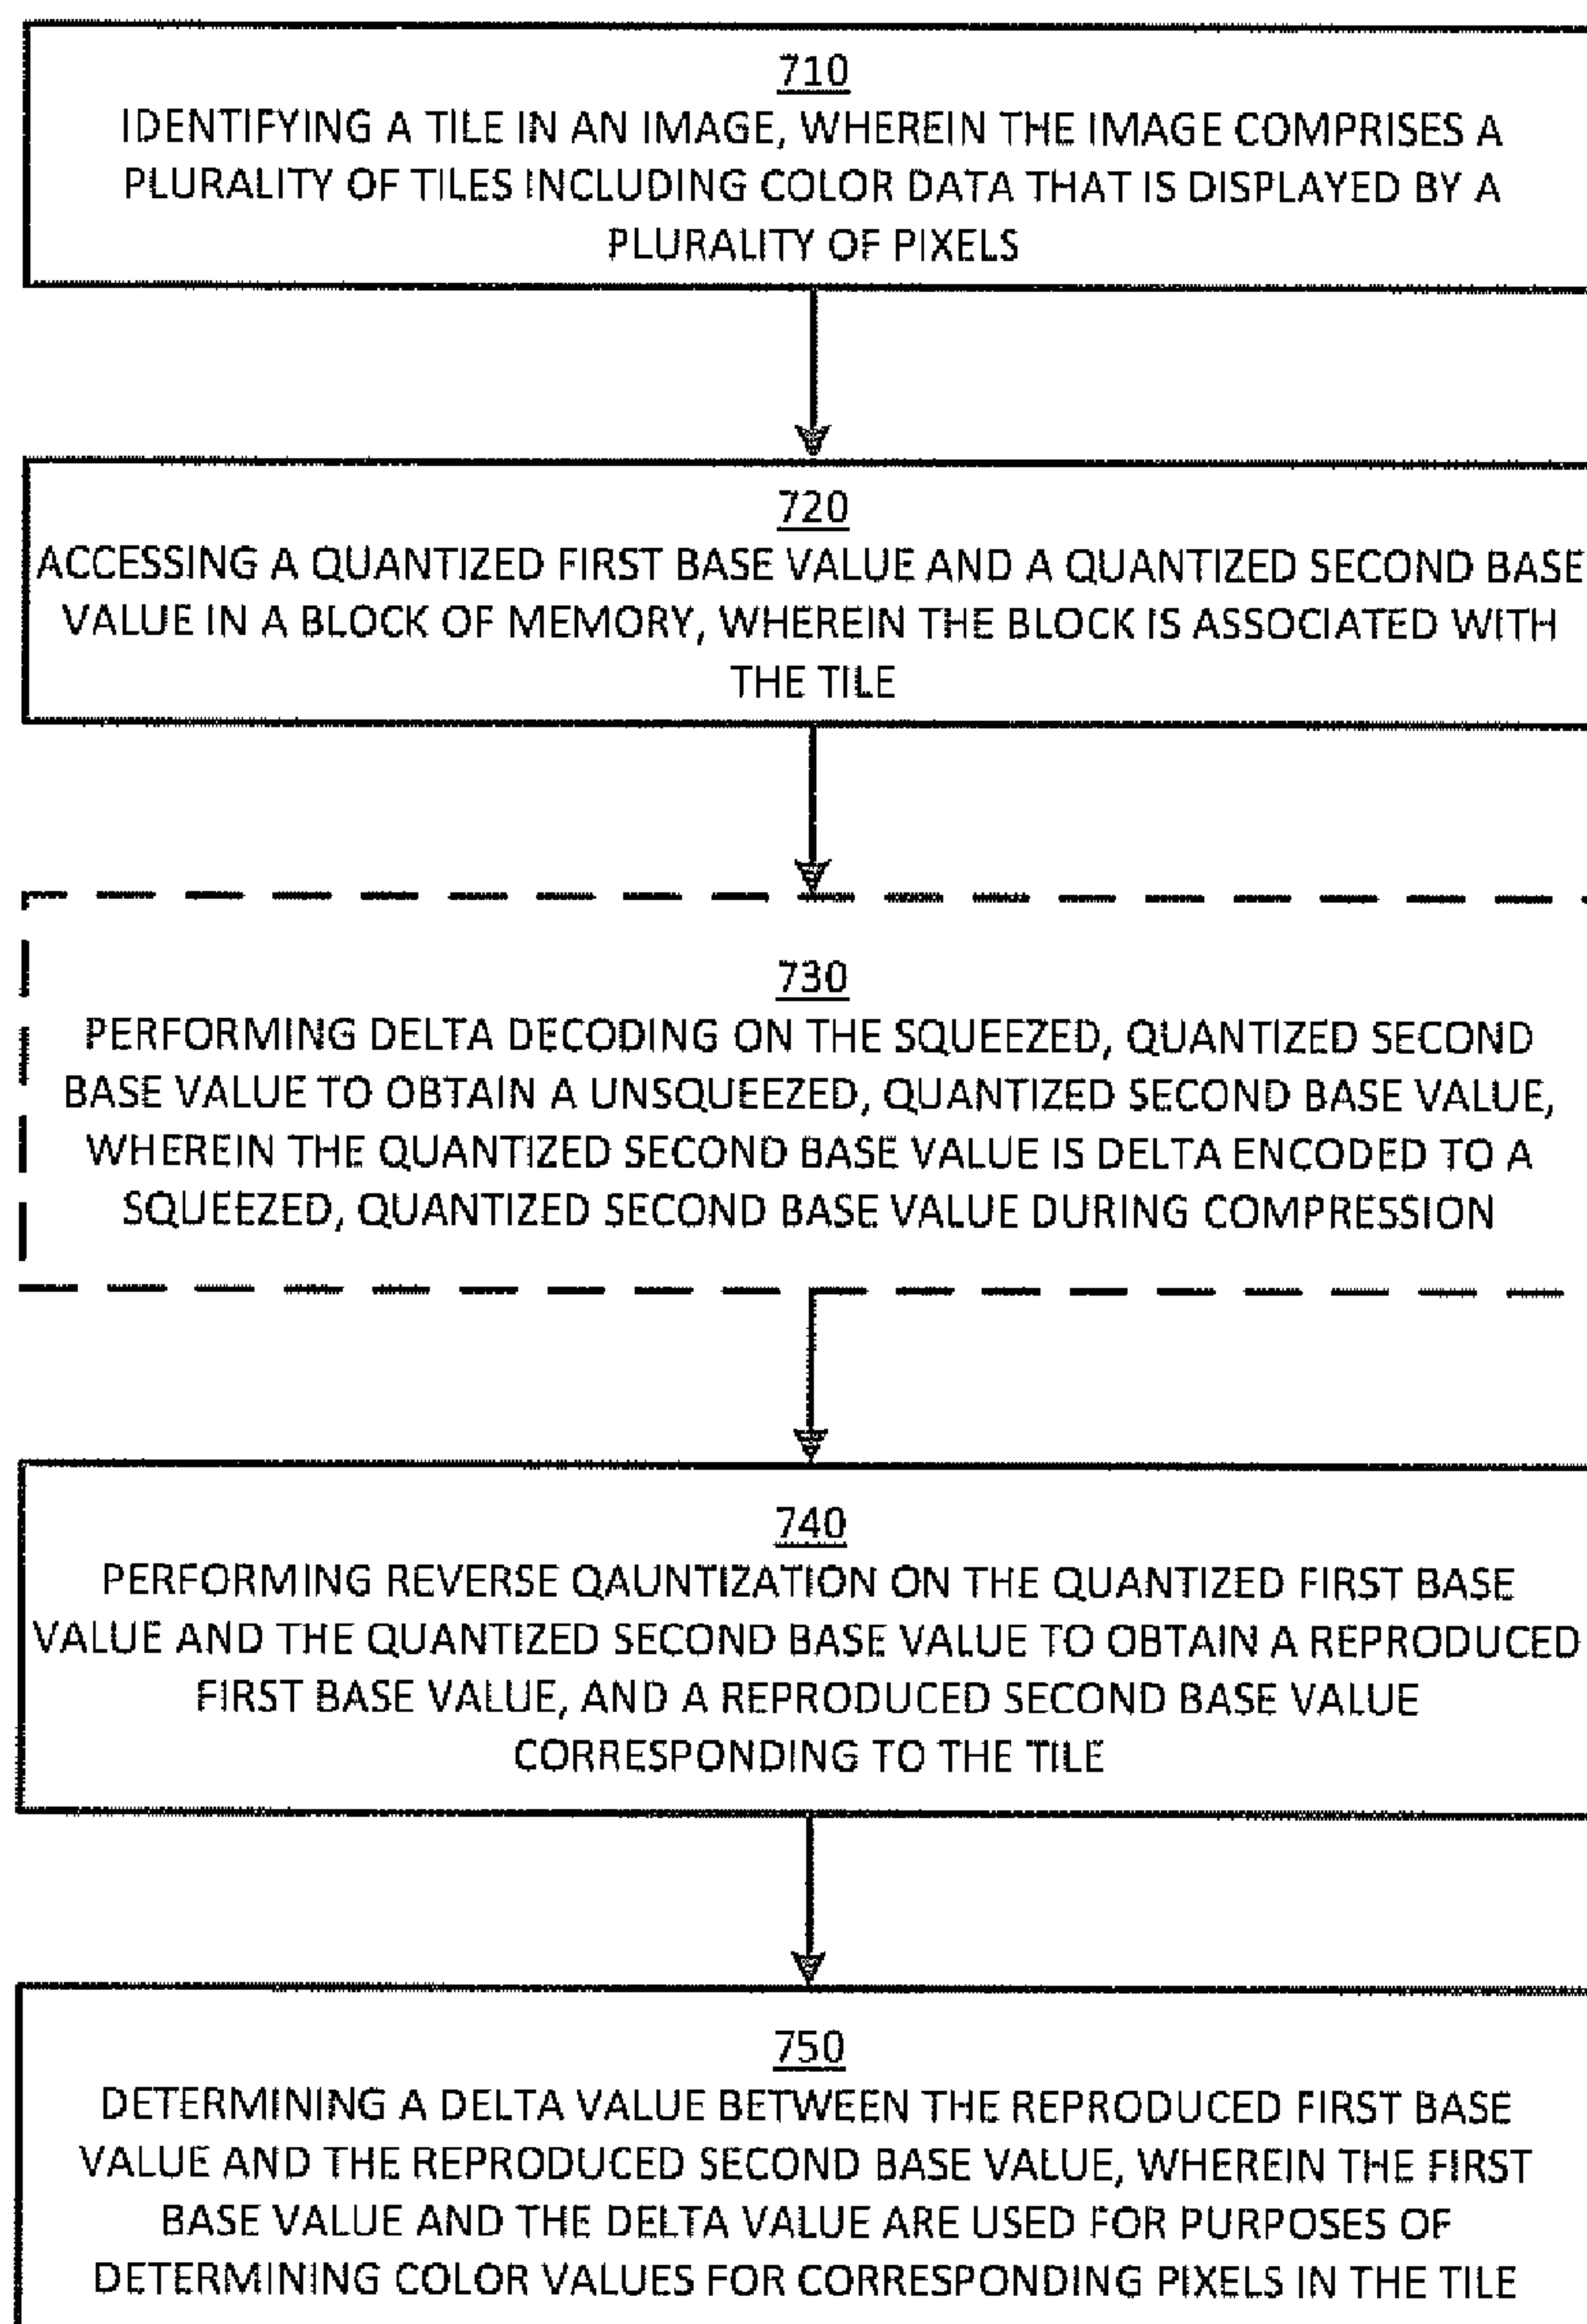 710
IDENTIFYING A TILE IN AN IMAGE, WHEREIN THE IMAGE COMPRISES A
PLURALITY OF TILES INCLUDING COLOR DATA THAT IS DISPLAYED BY A
PLURALITY OF PIXELS
720
ACCESSING A QUANTIZED FIRST BASE VALUE AND A QUANTIZED SECOND BASE
VALUE IN A BLOCK OF MEMORY, WHEREIN THE BLOCK IS ASSOCIATED WITH
THE TILE
730
PERFORMING DELTA DECODING ON THE SQUEEZED, QUANTIZED SECOND
BASE VALUE TO OBTAIN A UNSQUEEZED, QUANTIZED SECOND BASE VALUE,
WHEREIN THE QUANTIZED SECOND BASE VALUE IS DELTA ENCODED TO A
SQUEEZED, QUANTIZED SECOND BASE VALUE DURING COMPRESSION
740
PERFORMING REVERSE QAUNTIZATION ON THE QUANTIZED FIRST BASE
VALUE AND THE QUANTIZED SECOND BASE VALUE TO OBTAIN A REPRODUCED
FIRST BASE VALUE, AND A REPRODUCED SECOND BASE VALUE
CORRESPONDING TO THE TILE
750
DETERMINING A DELTA VALUE BETWEEN THE REPRODUCED FIRST BASE
VALUE AND THE REPRODUCED SECOND BASE VALUE, WHEREIN THE FIRST
BASE VALUE AND THE DELTA VALUE ARE USED FOR PURPOSES OF
DETERMINING COLOR VALUES FOR CORRESPONDING PIXELS IN THE TILE